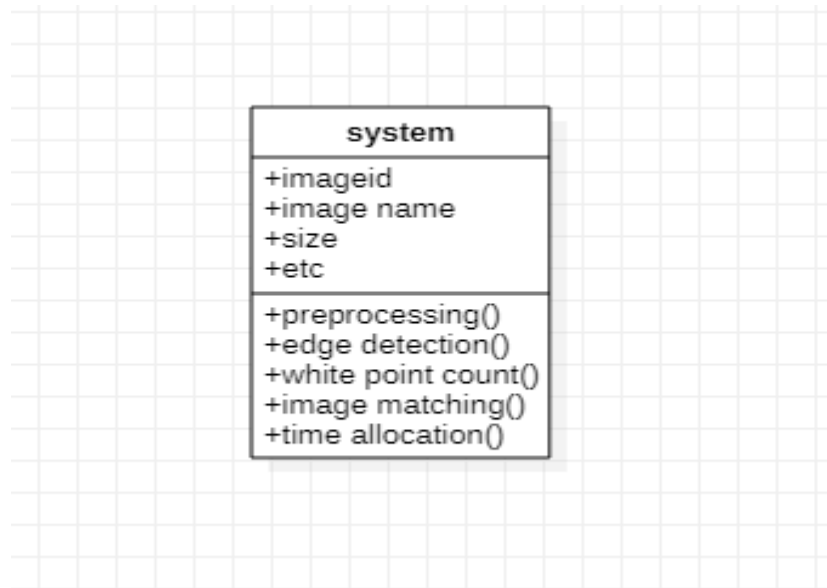 system
+imageid
+image name
+size
+etc
+preprocessing()
+edge detection()
+white point count()
+image matching()
+time allocation()